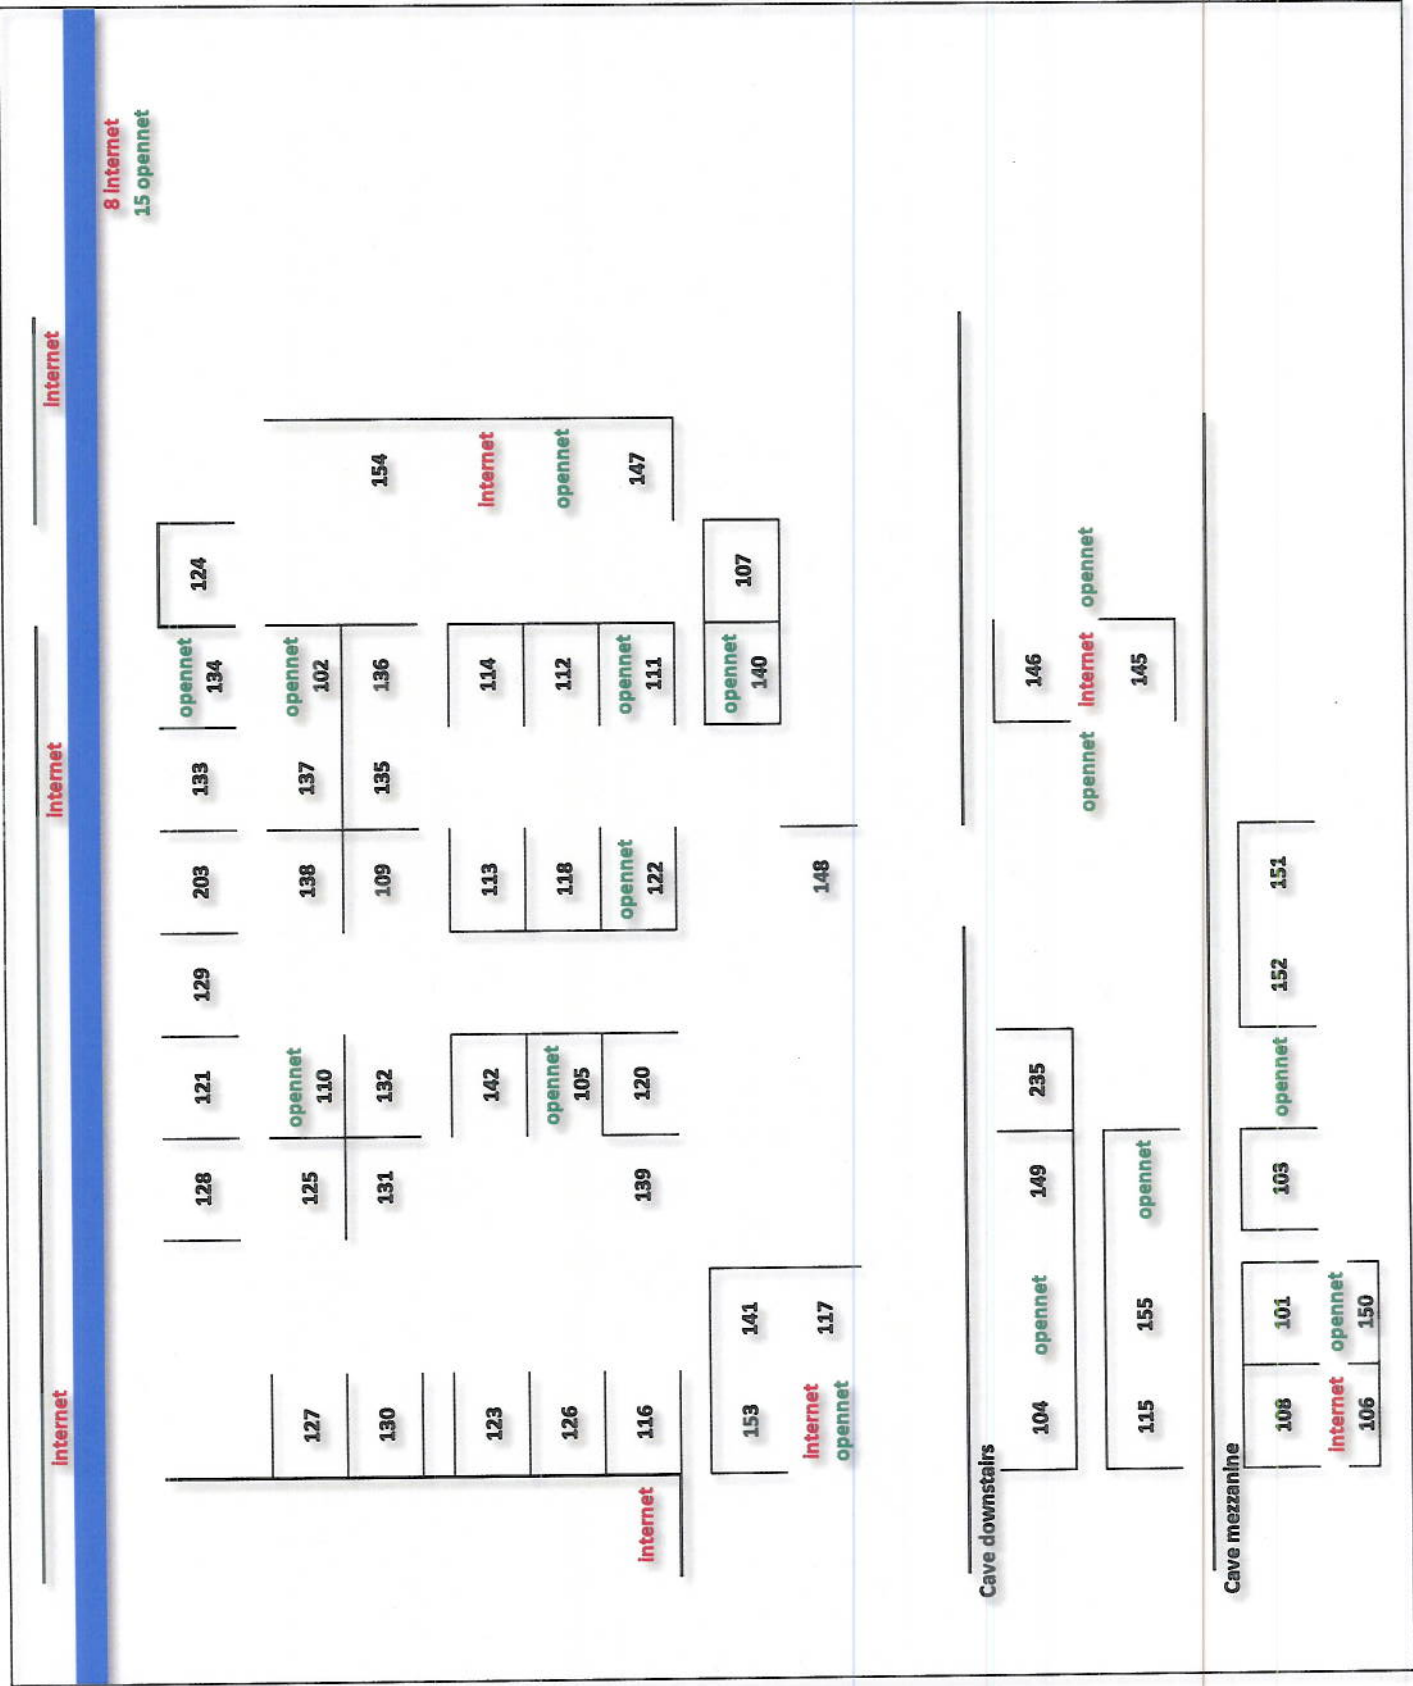 internet internet internet
8 internet
15 opennet
opennet
128 121 129 203 133 134 124
opennet opennet
127 125 110 138 137 102
130 131 132 109 135 136 154
123 142 113 114 internet
opennet
126 105 118 112 opennet
opennet opennet
internet 116 139 120 122 111 147
opennet
153 141 140 107
internet 117 148
opennet
Cave downstairs
104 opennet 149 235 146
opennet internet opennet
115 155 opennet 145
Cave mezzanine
108 101 103 opennet 152 151
internet opennet
106 150